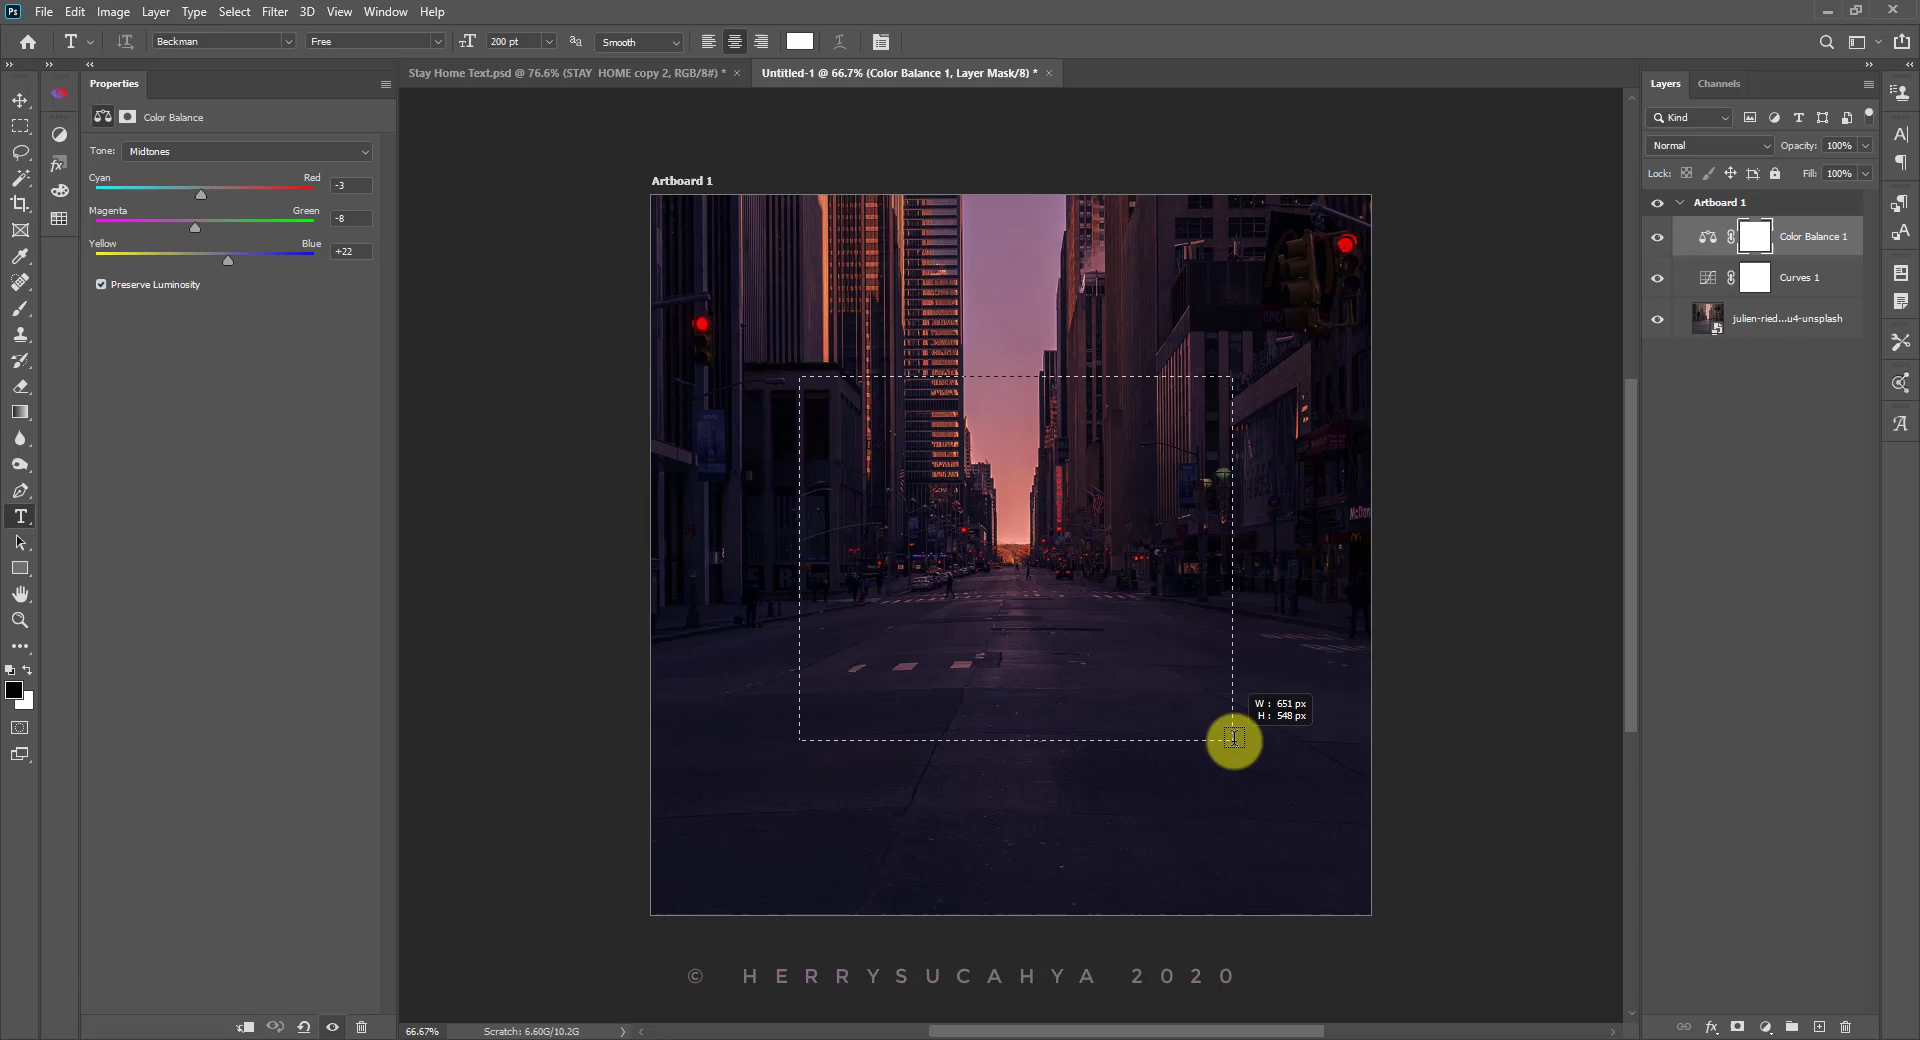 Ps File Edit Image Layer Type Select Filter 3D View Window Help
T Beckman Free 200 pt Smooth
Stay Home Text.psd @ 76.6% (STAY HOME copy 2, RGB/8#) * × Untitled-1 @ 66.7% (Color Balance 1, Layer Mask/8) * ×
Properties
Color Balance
Tone: Midtones
Cyan Red -3
Magenta Green -8
Yellow Blue +22
Preserve Luminosity
fx
Artboard 1
W : 651 px
H : 548 px
© HERRYSUCAHYA 2020
66.67% Scratch: 6.60G/10.2G
Layers Channels
Kind
Normal Opacity: 100%
Lock: Fill: 100%
Artboard 1
Color Balance 1
Curves 1
julien-ried...u4-unsplash
fx